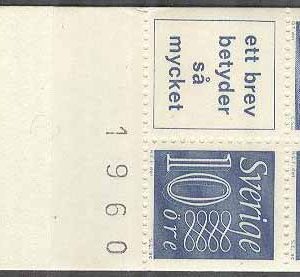 ett brev
betyder
så
mycket
1960
Sverige
10
öre